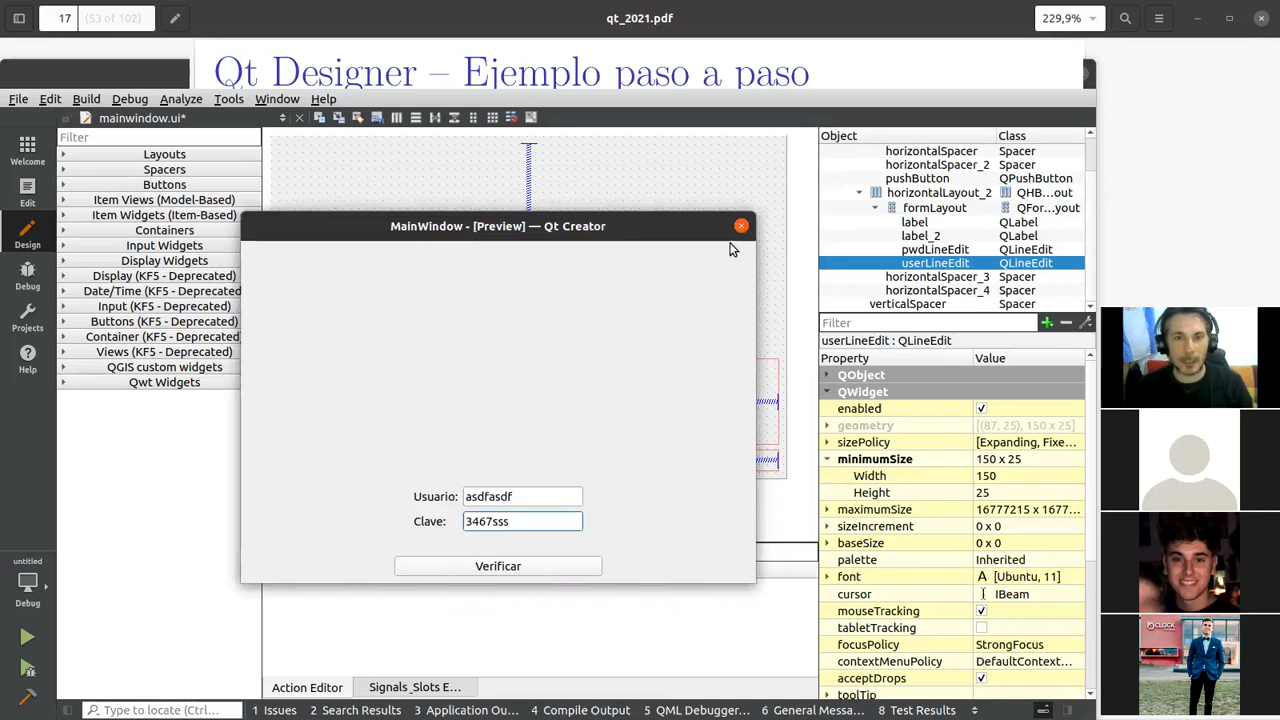 17
(53 of 102)
qt_2021.pdf
229,9%
Qt Designer – Ejemplo paso a paso
File Edit Build Debug Analyze Tools Window Help
mainwindow.ui*
Filter
Layouts
Spacers
Buttons
Item Views (Model-Based)
Item Widgets (Item-Based)
Containers
Input Widgets
Display Widgets
Display (KF5 - Deprecated)
Date/Time (KF5 - Deprecated)
Input (KF5 - Deprecated)
Buttons (KF5 - Deprecated)
Container (KF5 - Deprecated)
Views (KF5 - Deprecated)
QGIS custom widgets
Qwt Widgets
Welcome
Edit
Design
Debug
Projects
Help
untitled
Debug
MainWindow - [Preview] — Qt Creator
Usuario: asdfasdf
Clave: 3467sss
Verificar
Object Class
horizontalSpacer Spacer
horizontalSpacer_2 Spacer
pushButton QPushButton
horizontalLayout_2 QHB...out
formLayout QFor...yout
label QLabel
label_2 QLabel
pwdLineEdit QLineEdit
userLineEdit QLineEdit
horizontalSpacer_3 Spacer
horizontalSpacer_4 Spacer
verticalSpacer Spacer
Filter
userLineEdit : QLineEdit
Property Value
QObject
QWidget
enabled
geometry [(87, 25), 150 x 25]
sizePolicy [Expanding, Fixe...
minimumSize 150 x 25
Width 150
Height 25
maximumSize 16777215 x 1677...
sizeIncrement 0 x 0
baseSize 0 x 0
palette Inherited
font A [Ubuntu, 11]
cursor IBeam
mouseTracking
tabletTracking
focusPolicy StrongFocus
contextMenuPolicy DefaultContext...
acceptDrops
toolTip
CLOCK
Action Editor Signals_Slots E...
Type to locate (Ctrl... 1 Issues 2 Search Results 3 Application Ou... 4 Compile Output 5 QML Debugger... 6 General Messa... 8 Test Results